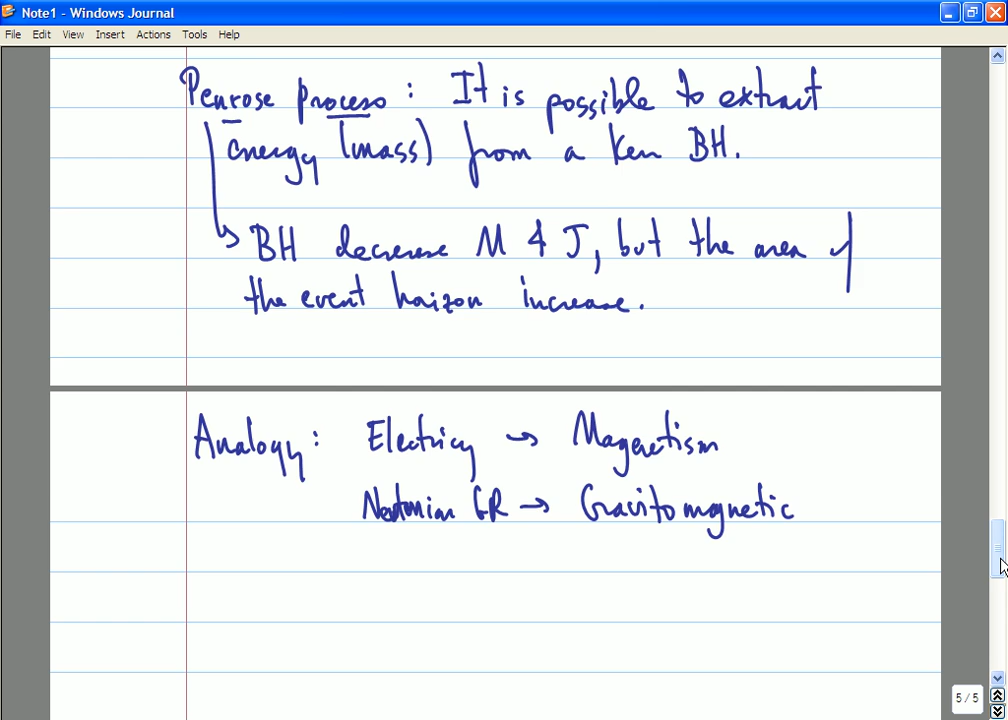 Note1 - Windows Journal
File Edit View Insert Actions Tools Help
Penrose process : It is possible to extract
energy (mass) from a Kerr BH.
BH decrease M & J, but the area of
the event horizon increase.
Analogy : Electricy → Magnetism
Newtonian GR → Gravitomagnetic
5/5